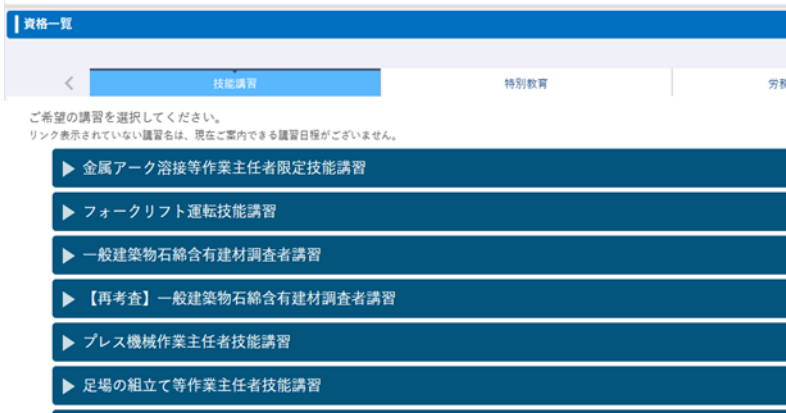 資格一覧
技能講習
特別教育
労務
ご希望の講習を選択してください。
リンク表示されていない講習名は、現在ご案内できる講習日程がございません。
金属アーク溶接等作業主任者限定技能講習
フォークリフト運転技能講習
一般建築物石綿含有建材調査者講習
【再考査】一般建築物石綿含有建材調査者講習
プレス機械作業主任者技能講習
足場の組立て等作業主任者技能講習